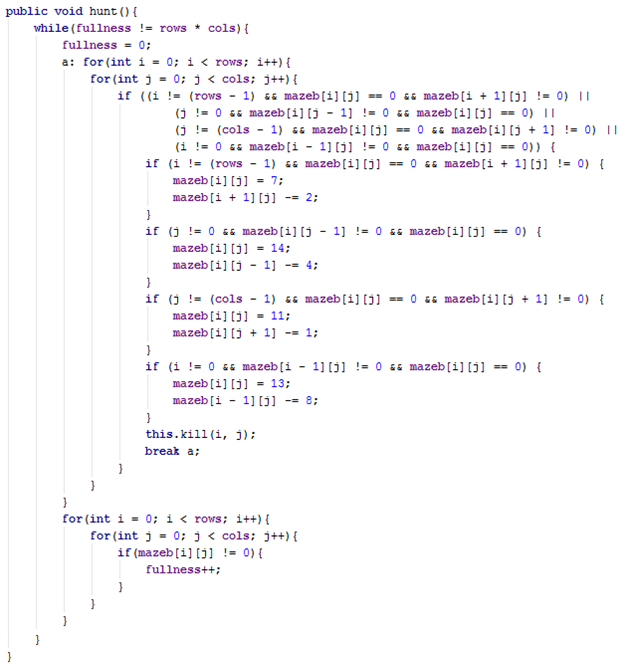 public void hunt(){
    while(fullness != rows * cols){
        fullness = 0;
        a: for(int i = 0; i < rows; i++){
            for(int j = 0; j < cols; j++){
                if ((i != (rows - 1) && mazeb[i][j] == 0 && mazeb[i + 1][j] != 0) ||
                        (j != 0 && mazeb[i][j - 1] != 0 && mazeb[i][j] == 0) ||
                        (j != (cols - 1) && mazeb[i][j] == 0 && mazeb[i][j + 1] != 0) ||
                        (i != 0 && mazeb[i - 1][j] != 0 && mazeb[i][j] == 0)) {
                    if (i != (rows - 1) && mazeb[i][j] == 0 && mazeb[i + 1][j] != 0) {
                        mazeb[i][j] = 7;
                        mazeb[i + 1][j] -= 2;
                    }
                    if (j != 0 && mazeb[i][j - 1] != 0 && mazeb[i][j] == 0) {
                        mazeb[i][j] = 14;
                        mazeb[i][j - 1] -= 4;
                    }
                    if (j != (cols - 1) && mazeb[i][j] == 0 && mazeb[i][j + 1] != 0) {
                        mazeb[i][j] = 11;
                        mazeb[i][j + 1] -= 1;
                    }
                    if (i != 0 && mazeb[i - 1][j] != 0 && mazeb[i][j] == 0) {
                        mazeb[i][j] = 13;
                        mazeb[i - 1][j] -= 8;
                    }
                    this.kill(i, j);
                    break a;
                }
            }
        }
        for(int i = 0; i < rows; i++){
            for(int j = 0; j < cols; j++){
                if(mazeb[i][j] != 0){
                    fullness++;
                }
            }
        }
    }
}